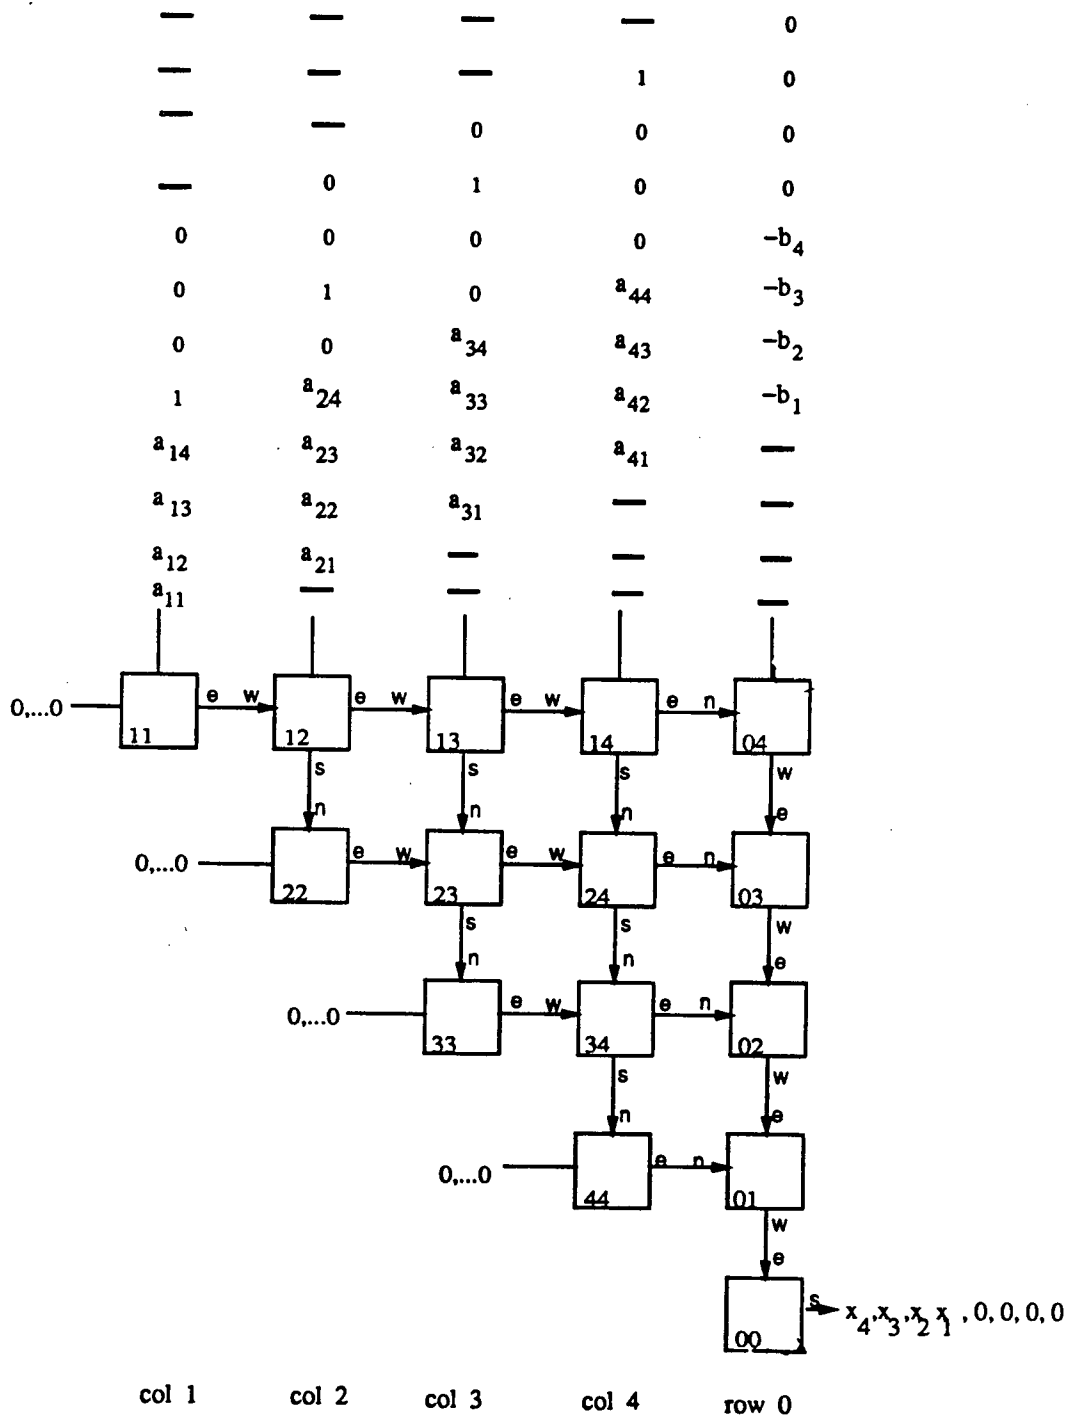 — — — — 0
— — — 1 0
— — 0 0 0
— 0 1 0 0
0 0 0 0 -b4
0 1 0 a44 -b3
0 0 a34 a43 -b2
1 a24 a33 a42 -b1
a14 a23 a32 a41 —
a13 a22 a31 — —
a12 a21 — — —
a11 — — — —
0,...0 e w e w e w e n
11 12 13 14 04
s s s w
n n n e
0,...0 e w e w e n
22 23 24 03
s s w
n n e
0,...0 e w e n
33 34 02
s w
n e
0,...0 e n
44 01
w
e
s x4,x3,x2 x1 , 0, 0, 0, 0
00
col 1 col 2 col 3 col 4 row 0